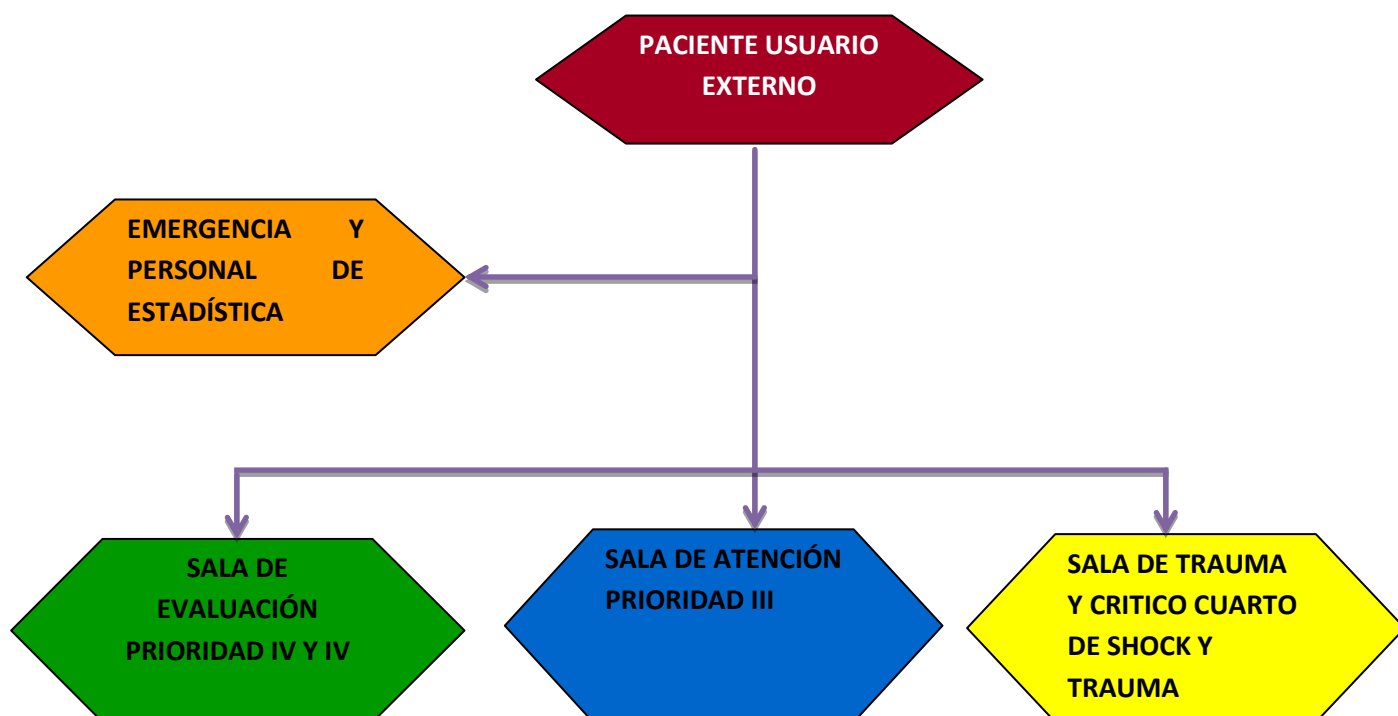 PACIENTE USUARIO
EXTERNO
EMERGENCIA Y
PERSONAL DE
ESTADÍSTICA
SALA DE
EVALUACIÓN
PRIORIDAD IV Y IV
SALA DE ATENCIÓN
PRIORIDAD III
SALA DE TRAUMA
Y CRITICO CUARTO
DE SHOCK Y
TRAUMA